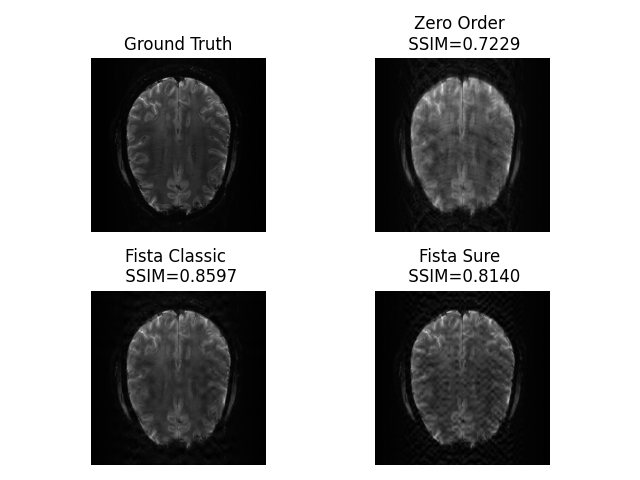 Ground Truth
Zero Order
SSIM=0.7229
Fista Classic
SSIM=0.8597
Fista Sure
SSIM=0.8140